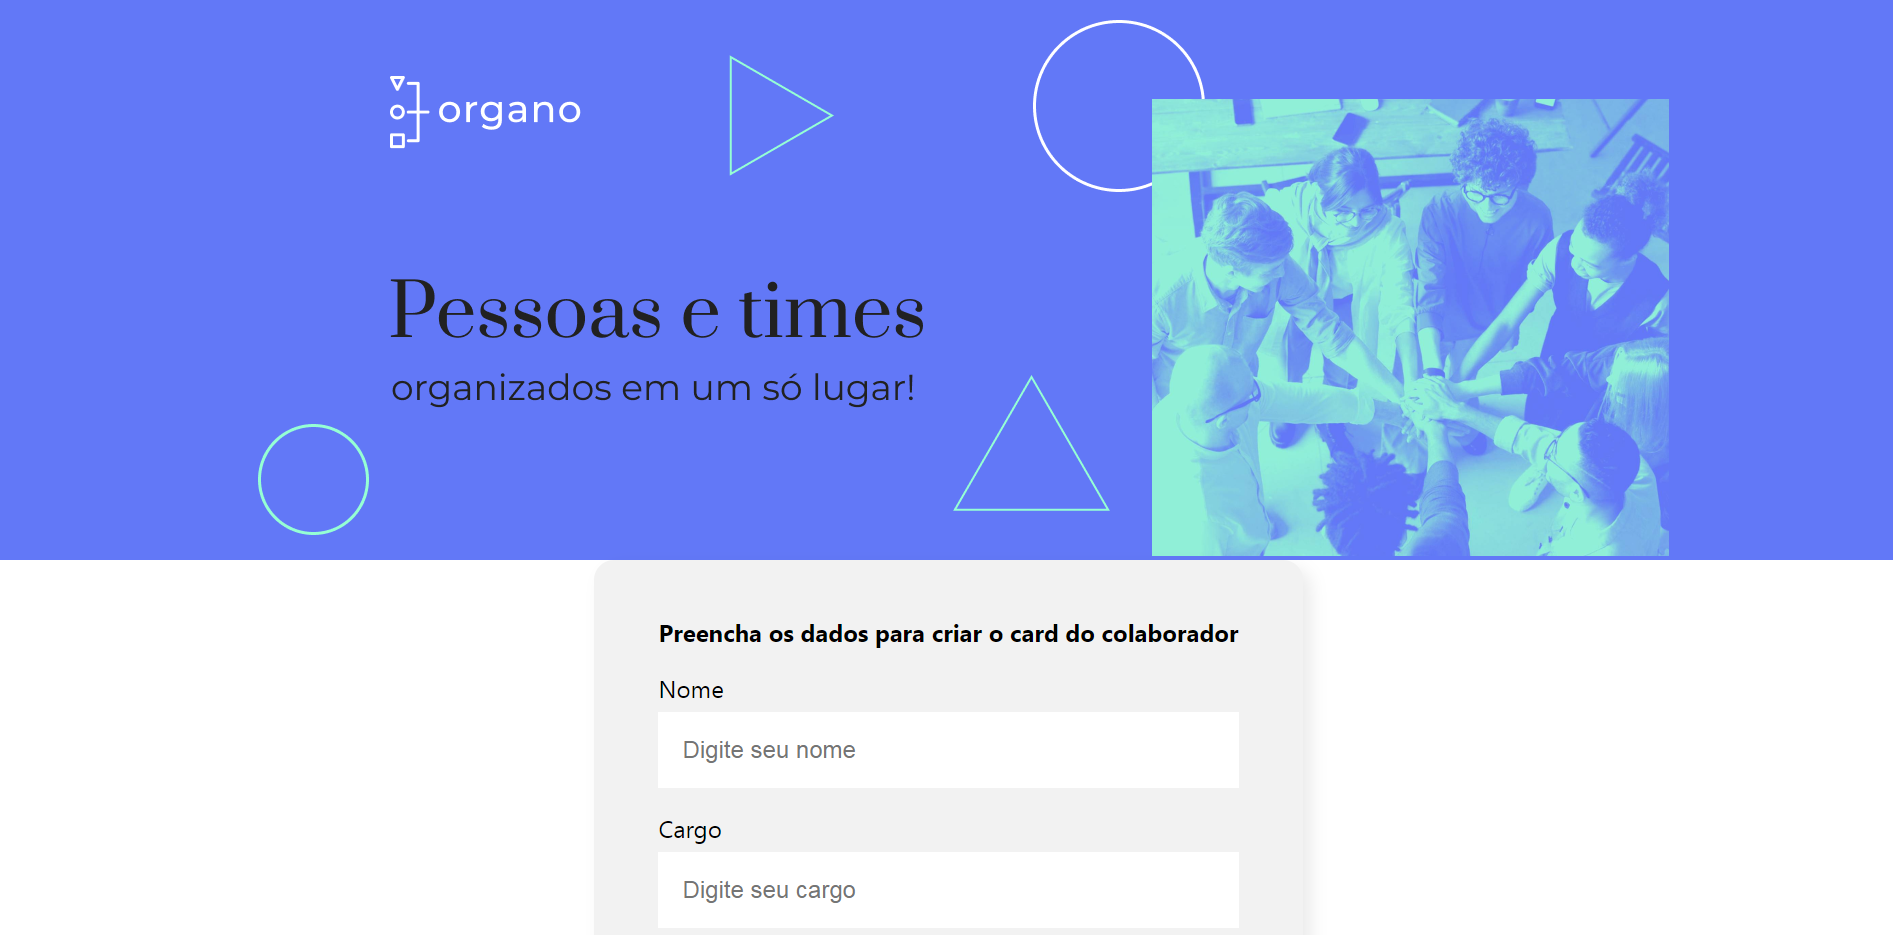 organo
Pessoas e times
organizados em um só lugar!
Preencha os dados para criar o card do colaborador
Nome
Digite seu nome
Cargo
Digite seu cargo